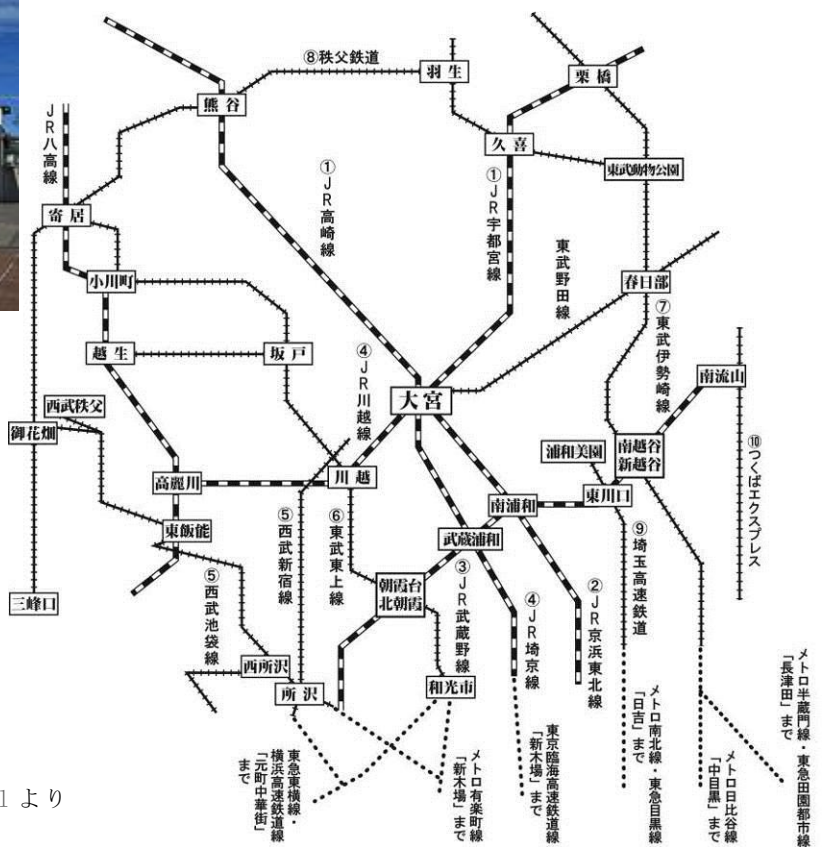 ⑧秩父鉄道
羽生
栗橋
熊谷
JR八高線
久喜
東武動物公園
①JR高崎線
①JR宇都宮線
寄居
東武野田線
小川町
春日部
⑦東武伊勢崎線
越生
坂戸
④JR川越線
大宮
南流山
西武秩父
御花畑
浦和美園
南越谷
新越谷
⑩つくばエクスプレス
高麗川
川越
南浦和
東川口
東飯能
⑤西武新宿線
⑥東武東上線
武蔵浦和
⑨埼玉高速鉄道
朝霞台
北朝霞
③JR武蔵野線
④JR埼京線
②JR京浜東北線
三峰口
⑤西武池袋線
西所沢
所沢
和光市
東急東横線・
横浜高速鉄道線
「元町中華街」
まで
メトロ有楽町線
「新木場」まで
東京臨海高速鉄道線
「新木場」まで
メトロ南北線・東急目黒線
「日吉」まで
メトロ日比谷線
「中目黒」まで
メトロ半蔵門線・東急田園都市線
「長津田」まで
1 より